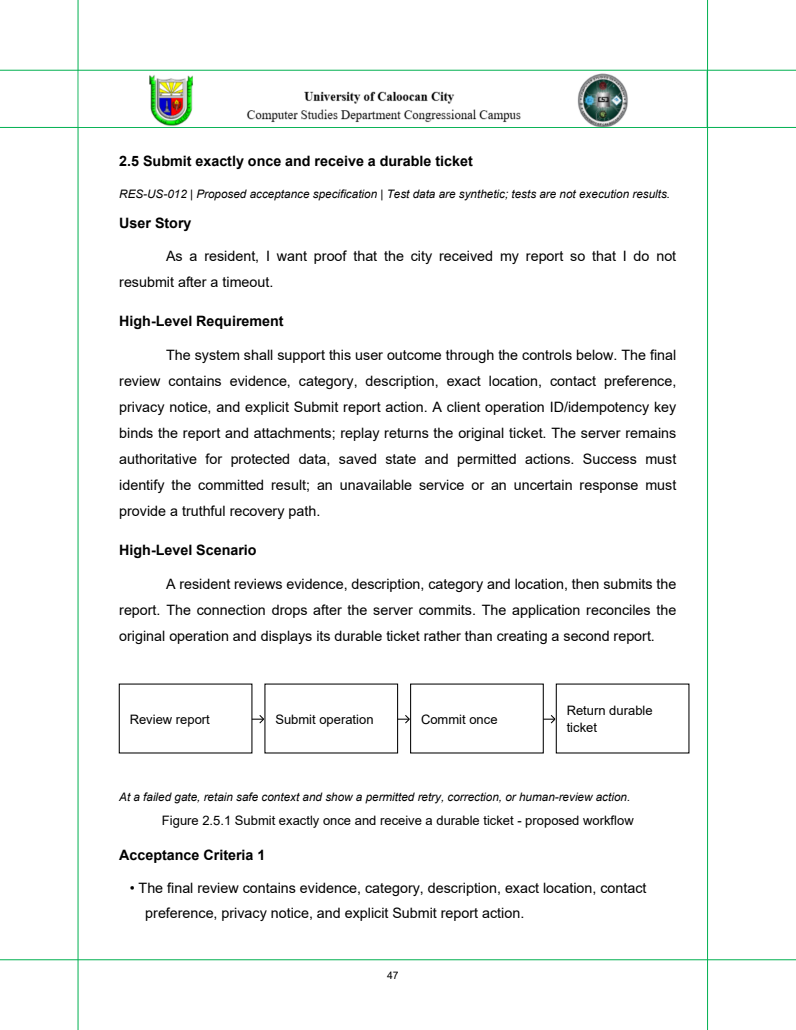 University of Caloocan City
Computer Studies Department Congressional Campus
2.5 Submit exactly once and receive a durable ticket
RES-US-012 | Proposed acceptance specification | Test data are synthetic; tests are not execution results.
User Story
As a resident, I want proof that the city received my report so that I do not
resubmit after a timeout.
High-Level Requirement
The system shall support this user outcome through the controls below. The final
review contains evidence, category, description, exact location, contact preference,
privacy notice, and explicit Submit report action. A client operation ID/idempotency key
binds the report and attachments; replay returns the original ticket. The server remains
authoritative for protected data, saved state and permitted actions. Success must
identify the committed result; an unavailable service or an uncertain response must
provide a truthful recovery path.
High-Level Scenario
A resident reviews evidence, description, category and location, then submits the
report. The connection drops after the server commits. The application reconciles the
original operation and displays its durable ticket rather than creating a second report.
Review report
Submit operation
Commit once
Return durable
ticket
At a failed gate, retain safe context and show a permitted retry, correction, or human-review action.
Figure 2.5.1 Submit exactly once and receive a durable ticket - proposed workflow
Acceptance Criteria 1
• The final review contains evidence, category, description, exact location, contact
preference, privacy notice, and explicit Submit report action.
47